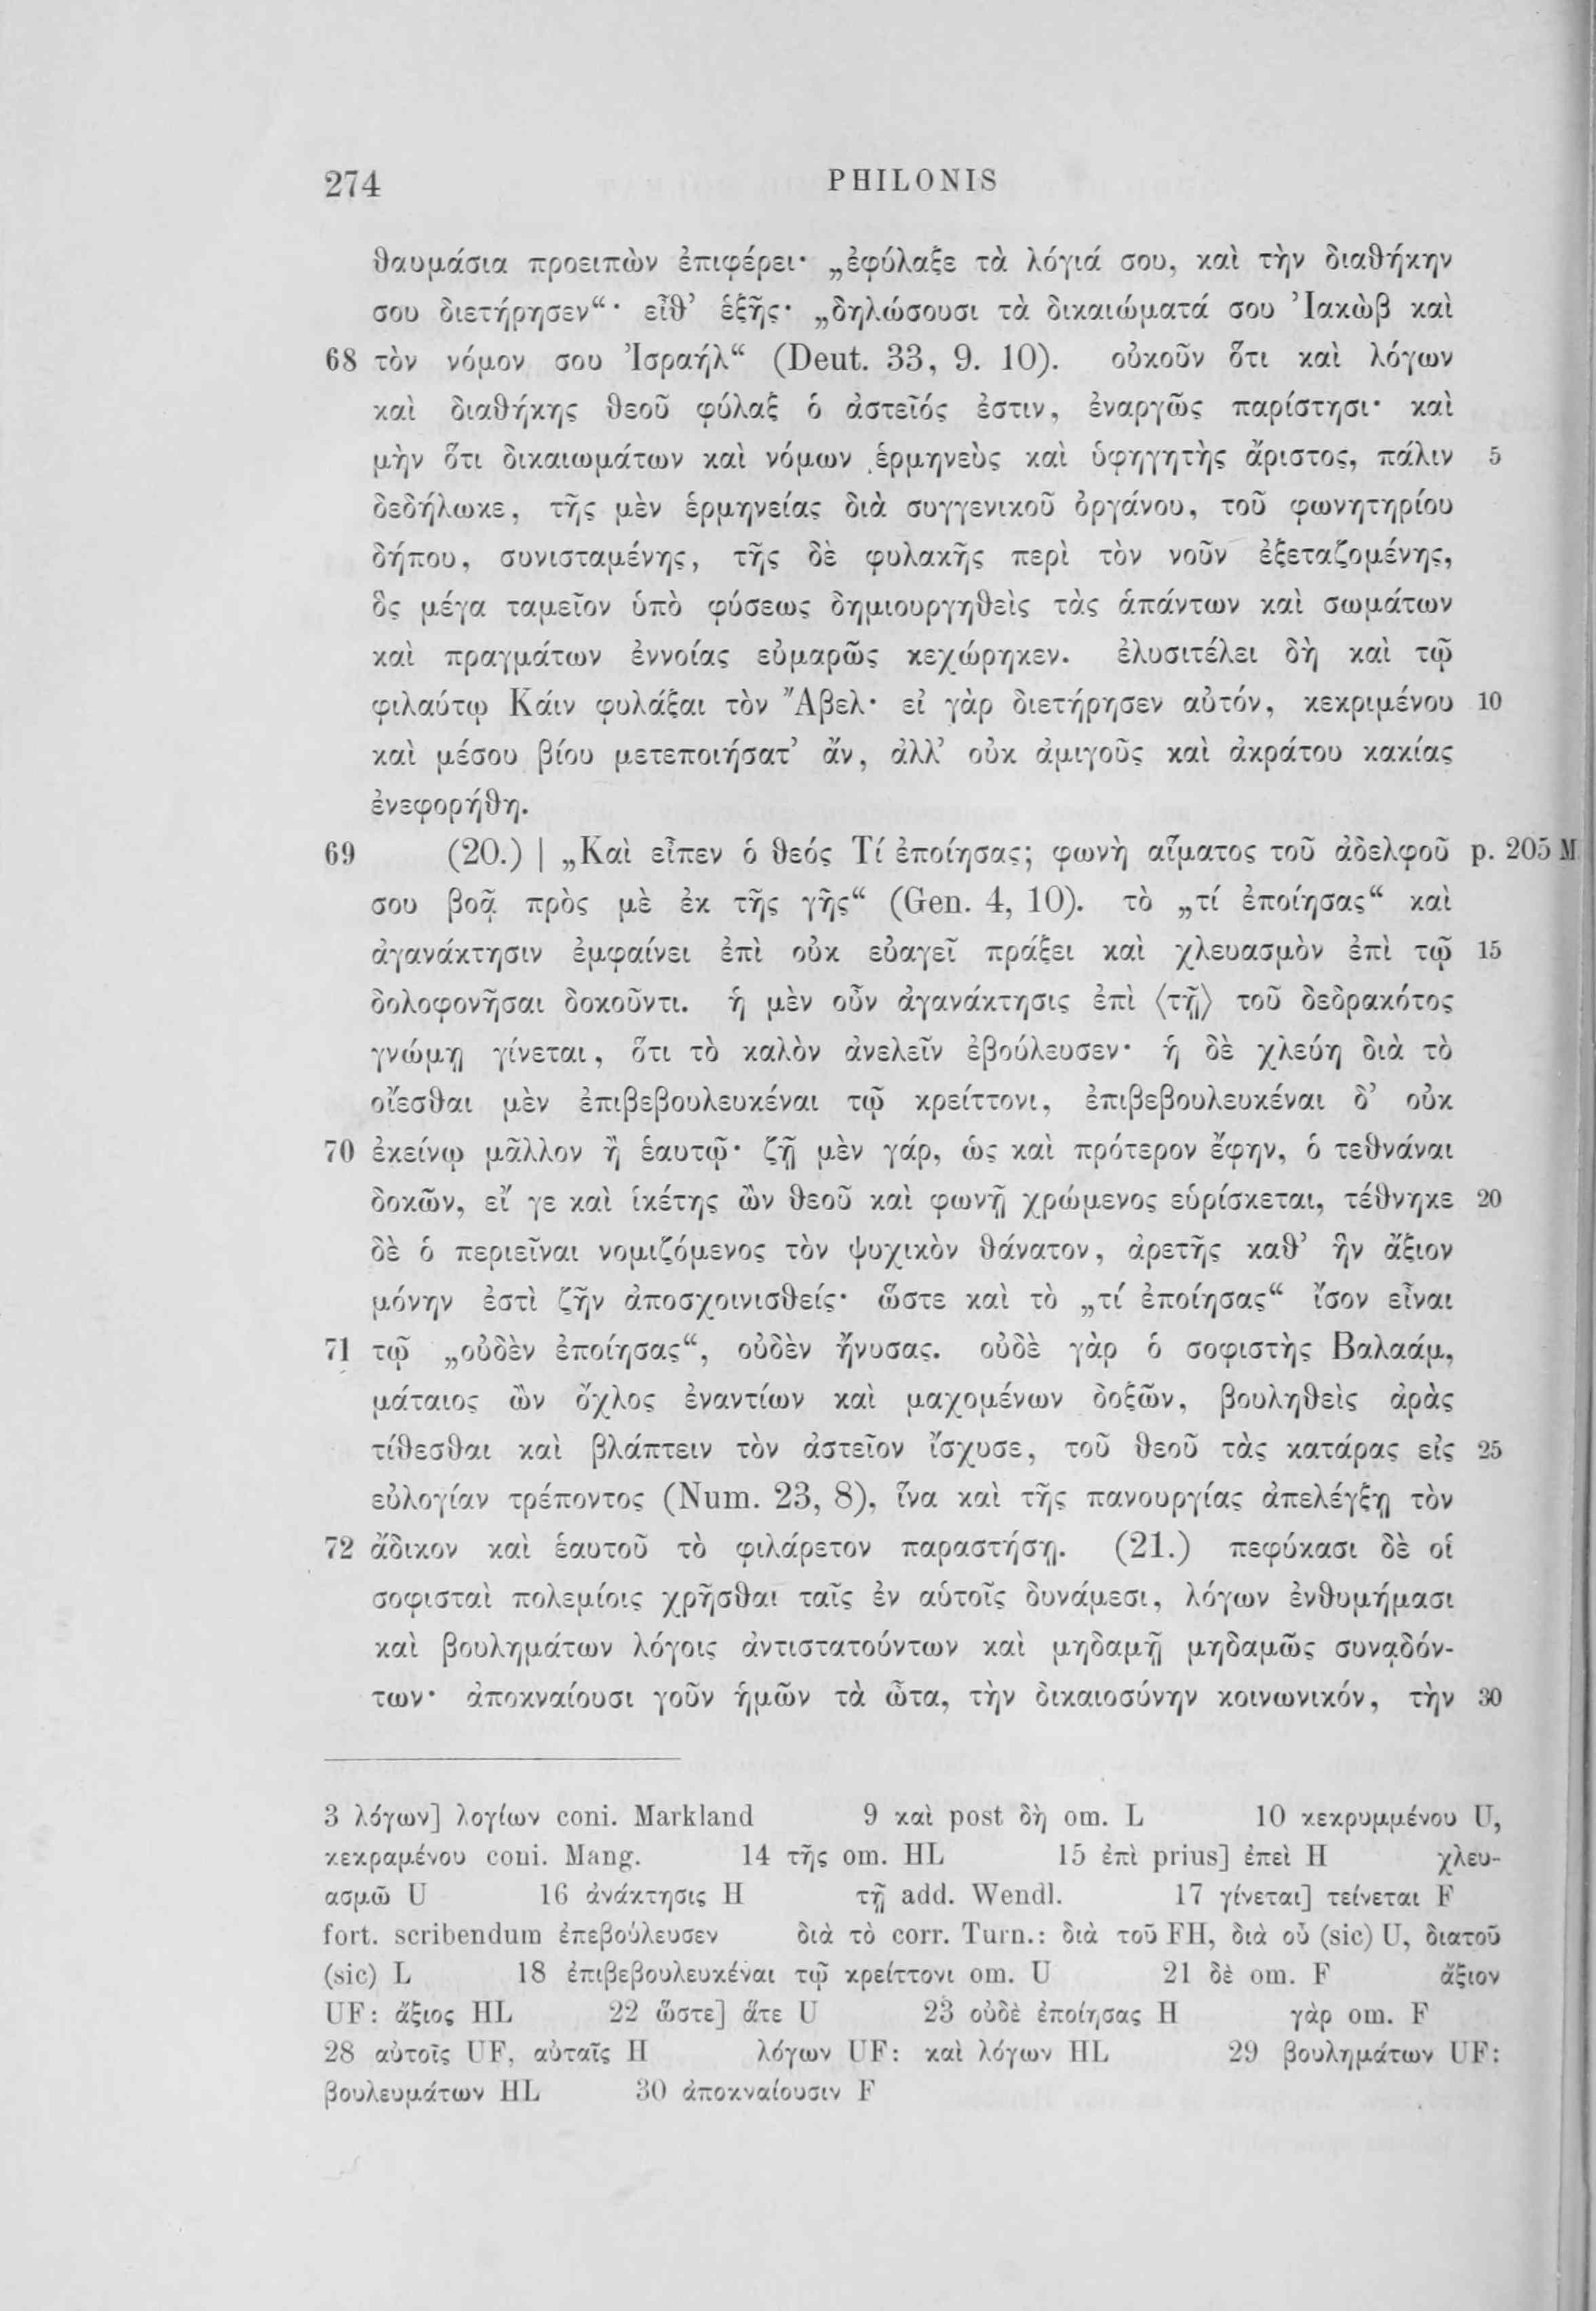 274 PHILONIS
θαυμάσια προειπὼν ἐπιφέρει· „ἐφύλαξε τὰ λόγιά σου, καὶ τὴν διαθήκην
σου διετήρησεν“· εἶθ’ ἑξῆς· „δηλώσουσι τὰ δικαιώματά σου Ἰακὼβ καὶ
68 τὸν νόμον σου Ἰσραήλ“ (Deut. 33, 9. 10). οὐκοῦν ὅτι καὶ λόγων
καὶ διαθήκης θεοῦ φύλαξ ὁ ἀστεῖός ἐστιν, ἐναργῶς παρίστησι· καὶ
μὴν ὅτι δικαιωμάτων καὶ νόμων ἑρμηνεὺς καὶ ὑφηγητὴς ἄριστος, πάλιν 5
δεδήλωκε, τῆς μὲν ἑρμηνείας διὰ συγγενικοῦ ὀργάνου, τοῦ φωνητηρίου
δήπου, συνισταμένης, τῆς δὲ φυλακῆς περὶ τὸν νοῦν ἐξεταζομένης,
ὃς μέγα ταμεῖον ὑπὸ φύσεως δημιουργηθεὶς τὰς ἁπάντων καὶ σωμάτων
καὶ πραγμάτων ἐννοίας εὐμαρῶς κεχώρηκεν. ἐλυσιτέλει δὴ καὶ τῷ
φιλαύτῳ Κάιν φυλάξαι τὸν Ἄβελ· εἰ γὰρ διετήρησεν αὐτόν, κεκριμένου 10
καὶ μέσου βίου μετεποιήσατ’ ἄν, ἀλλ’ οὐκ ἀμιγοῦς καὶ ἀκράτου κακίας
ἐνεφορήθη.
69 (20.) | „Καὶ εἶπεν ὁ θεός Τί ἐποίησας; φωνὴ αἵματος τοῦ ἀδελφοῦ p. 205 M
σου βοᾷ πρὸς μὲ ἐκ τῆς γῆς“ (Gen. 4, 10). τὸ „τί ἐποίησας“ καὶ
ἀγανάκτησιν ἐμφαίνει ἐπὶ οὐκ εὐαγεῖ πράξει καὶ χλευασμὸν ἐπὶ τῷ 15
δολοφονῆσαι δοκοῦντι. ἡ μὲν οὖν ἀγανάκτησις ἐπὶ ⟨τῇ⟩ τοῦ δεδρακότος
γνώμῃ γίνεται, ὅτι τὸ καλὸν ἀνελεῖν ἐβούλευσεν· ἡ δὲ χλεύη διὰ τὸ
οἴεσθαι μὲν ἐπιβεβουλευκέναι τῷ κρείττονι, ἐπιβεβουλευκέναι δ’ οὐκ
70 ἐκείνῳ μᾶλλον ἢ ἑαυτῷ· ζῇ μὲν γάρ, ὡς καὶ πρότερον ἔφην, ὁ τεθνάναι
δοκῶν, εἴ γε καὶ ἱκέτης ὢν θεοῦ καὶ φωνῇ χρώμενος εὑρίσκεται, τέθνηκε 20
δὲ ὁ περιεῖναι νομιζόμενος τὸν ψυχικὸν θάνατον, ἀρετῆς καθ’ ἣν ἄξιον
μόνην ἐστὶ ζῆν ἀποσχοινισθείς· ὥστε καὶ τὸ „τί ἐποίησας“ ἴσον εἶναι
71 τῷ „οὐδὲν ἐποίησας“, οὐδὲν ἤνυσας. οὐδὲ γὰρ ὁ σοφιστὴς Βαλαάμ,
μάταιος ὢν ὄχλος ἐναντίων καὶ μαχομένων δοξῶν, βουληθεὶς ἀρὰς
τίθεσθαι καὶ βλάπτειν τὸν ἀστεῖον ἴσχυσε, τοῦ θεοῦ τὰς κατάρας εἰς 25
εὐλογίαν τρέποντος (Num. 23, 8), ἵνα καὶ τῆς πανουργίας ἀπελέγξῃ τὸν
72 ἄδικον καὶ ἑαυτοῦ τὸ φιλάρετον παραστήσῃ. (21.) πεφύκασι δὲ οἱ
σοφισταὶ πολεμίοις χρῆσθαι ταῖς ἐν αὑτοῖς δυνάμεσι, λόγων ἐνθυμήμασι
καὶ βουλημάτων λόγοις ἀντιστατούντων καὶ μηδαμῇ μηδαμῶς συνᾳδόν-
των· ἀποκναίουσι γοῦν ἡμῶν τὰ ὦτα, τὴν δικαιοσύνην κοινωνικόν, τὴν 30
3 λόγων] λογίων coni. Markland 9 καὶ post δὴ om. L 10 κεκρυμμένου U,
κεκραμένου coni. Mang. 14 τῆς om. HL 15 ἐπὶ prius] ἐπεὶ H χλευ-
ασμῶ U 16 ἀνάκτησις H τῇ add. Wendl. 17 γίνεται] τείνεται F
fort. scribendum ἐπεβούλευσεν διὰ τὸ corr. Turn.: διὰ τοῦ FH, διὰ οὗ (sic) U, διατοῦ
(sic) L 18 ἐπιβεβουλευκέναι τῷ κρείττονι om. U 21 δὲ om. F ἄξιον
UF: ἄξιος HL 22 ὥστε] ἅτε U 23 οὐδὲ ἐποίησας H γὰρ om. F
28 αὐτοῖς UF, αὐταῖς H λόγων UF: καὶ λόγων HL 29 βουλημάτων UF:
βουλευμάτων HL 30 ἀποκναίουσιν F